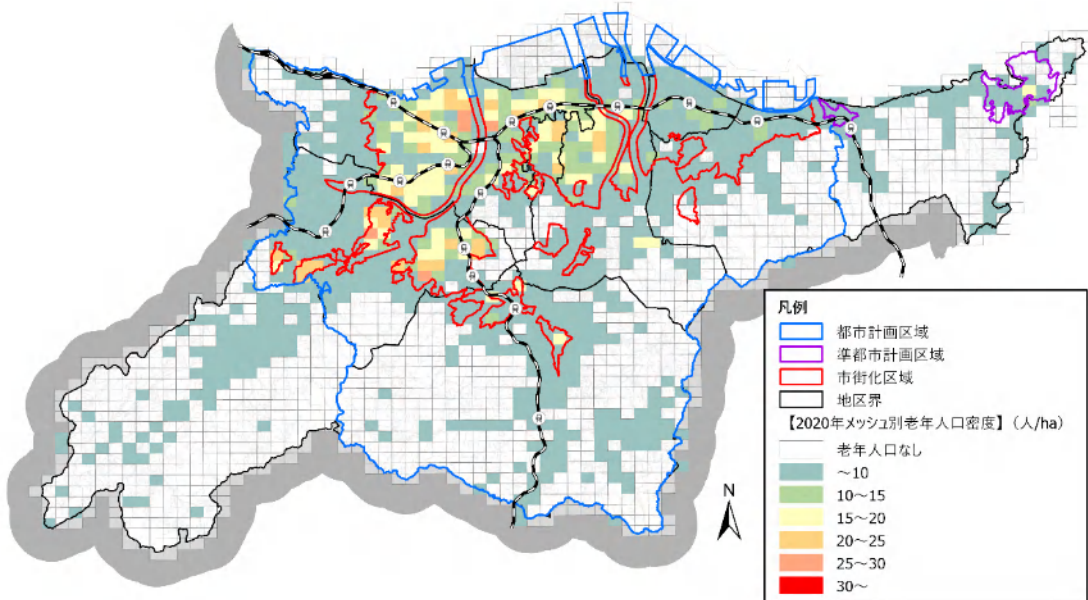 N
凡例
都市計画区域
準都市計画区域
市街化区域
地区界
【2020年メッシュ別老年人口密度】（人/ha）
老年人口なし
～10
10～15
15～20
20～25
25～30
30～